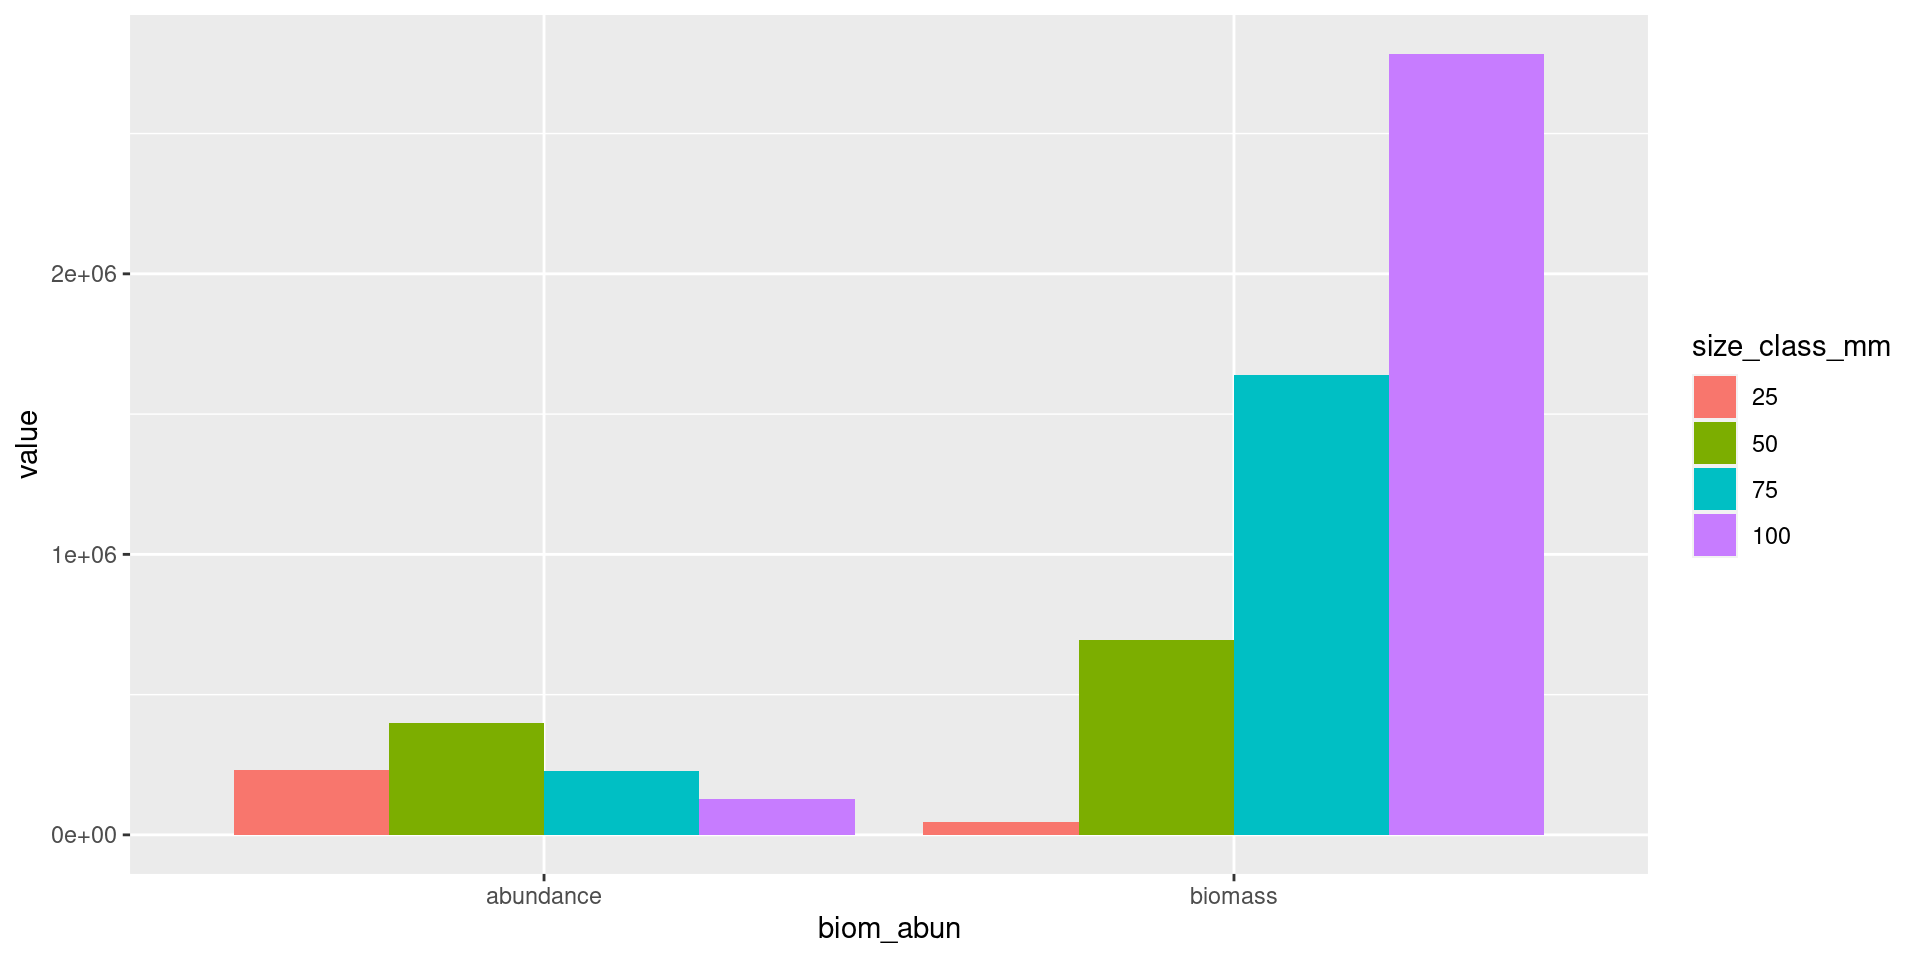 value
2e+06
1e+06
0e+00
abundance
biomass
biom_abun
size_class_mm
25
50
75
100